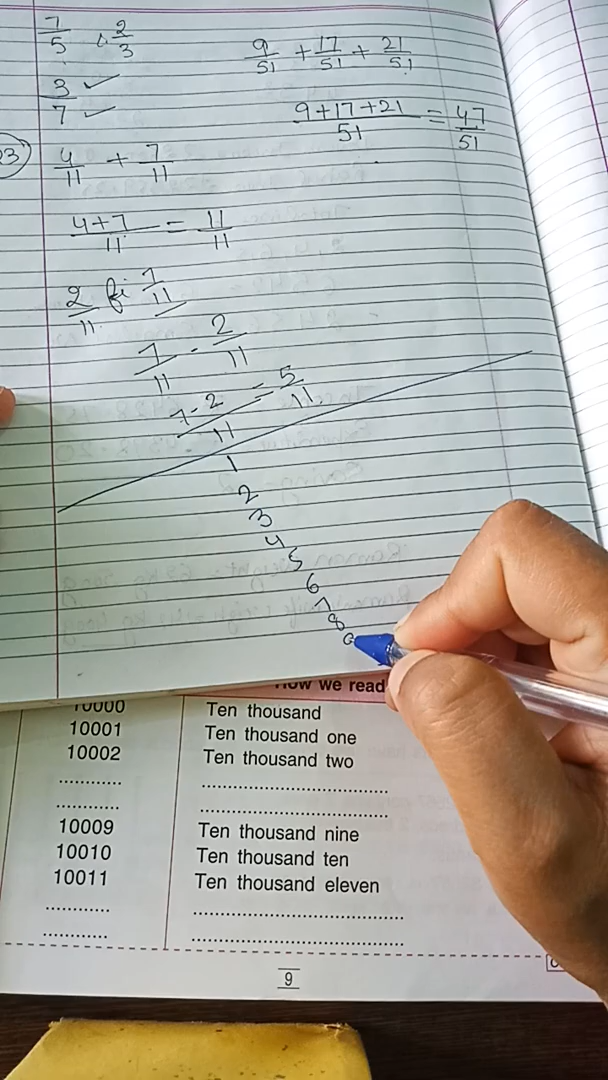 7/5 , 2/3
9/51 + 17/51 + 21/51
3/7 ✓ ✓
9+17+21/51 = 47/51
23) 4/11 + 7/11
4+7/11 = 11/11
2/11 fi 7/11
7/11 - 2/11
7-2/11 = 5/11
1
2
3
4
5
6
7
8
How we read
10000 Ten thousand
10001 Ten thousand one
10002 Ten thousand two
............ ..................................
............ ..................................
10009 Ten thousand nine
10010 Ten thousand ten
10011 Ten thousand eleven
............ ..................................
............ ..................................
9